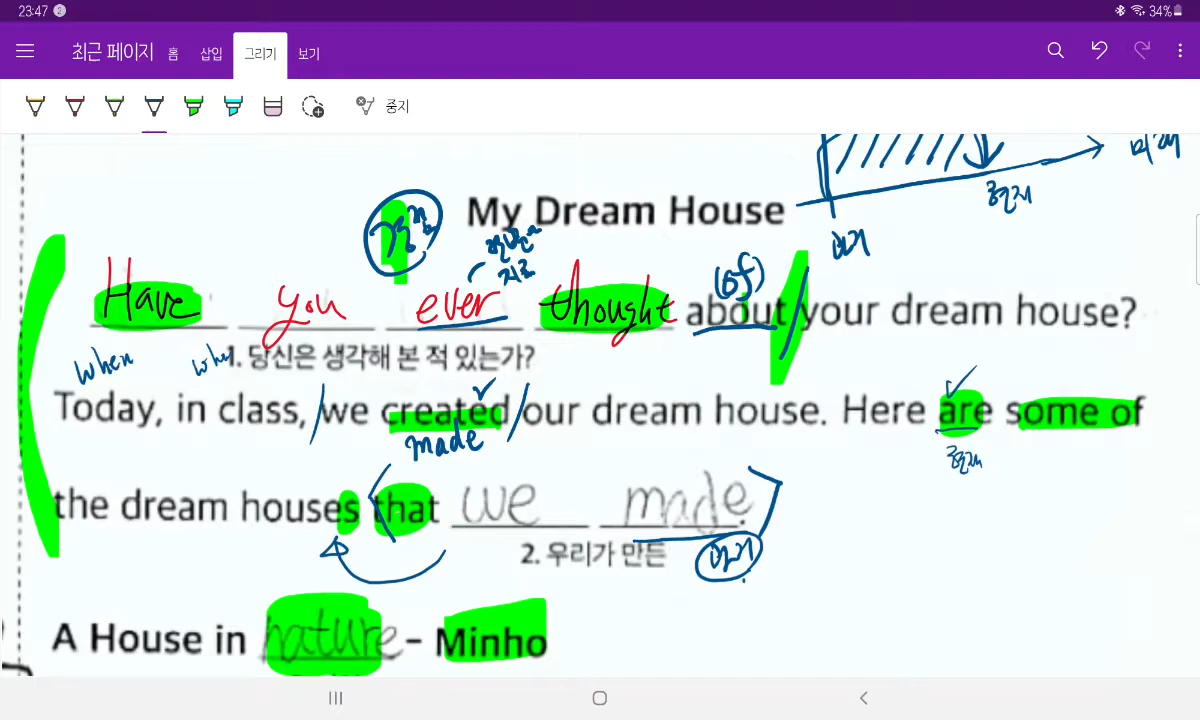 23:47 2 34%
최근 페이지 홈 삽입 그리기 보기
중지
미래
현재
과거
My Dream House
경험
(of)
Have you ever thought about your dream house?
when 1. 당신은 생각해 본 적 있는가?
Today, in class, we created our dream house. Here are some of
made 현재
the dream houses that we made.
2. 우리가 만든 과거
A House in nature - Minho